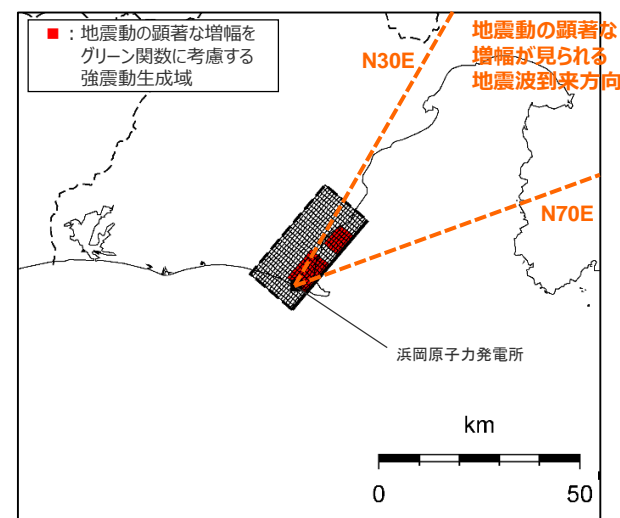 ■：地震動の顕著な増幅を
グリーン関数に考慮する
強震動生成域
地震動の顕著な
増幅が見られる
地震波到来方向
N30E
N70E
浜岡原子力発電所
km
0 50